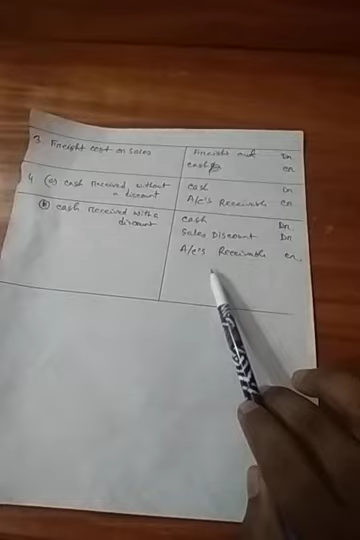 3. Freight cost on sales
Freight out Dr
cash Cr
4. (a) cash received without
a discount
cash Dr
A/c's Receivable Cr
(b) cash received with a
discount
cash Dr
Sales Discount Dr
A/c's Receivable Cr